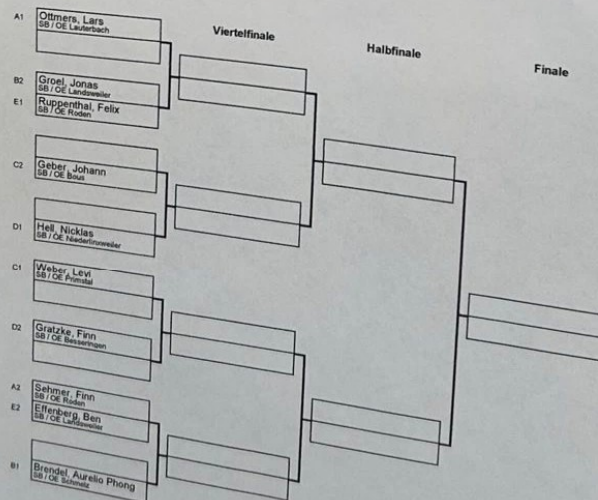 Viertelfinale
Halbfinale
Finale
A1 Ottmers, Lars
SB / OE Lauterbach
B2 Groel, Jonas
SB / OE Landsweiler
E1 Ruppenthal, Felix
SB / OE Roden
C2 Geber, Johann
SB / OE Bous
D1 Hell, Nicklas
SB / OE Niederlinxweiler
C1 Weber, Levi
SB / OE Primstal
D2 Gratzke, Finn
SB / OE Besseringen
A2 Sehmer, Finn
SB / OE Roden
E2 Effenberg, Ben
SB / OE Landsweiler
B1 Brendel, Aurelio Phong
SB / OE Schmelz